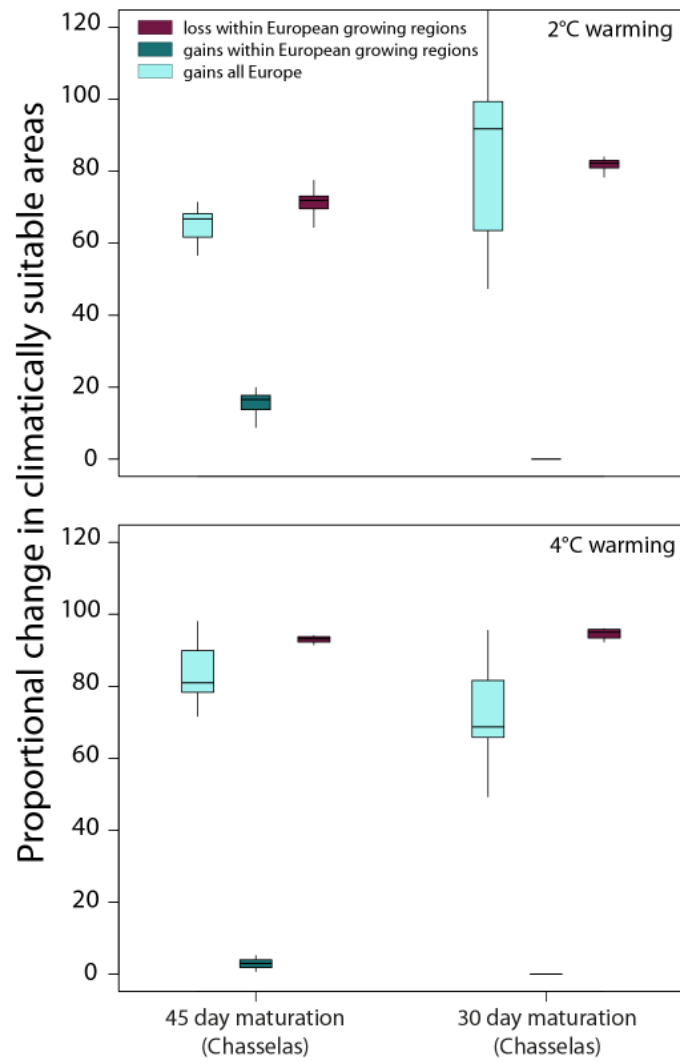 Proportional change in climatically suitable areas
120
100
80
60
40
20
0
loss within European growing regions
gains within European growing regions
gains all Europe
2°C warming
120
100
80
60
40
20
0
4°C warming
45 day maturation
(Chasselas)
30 day maturation
(Chasselas)